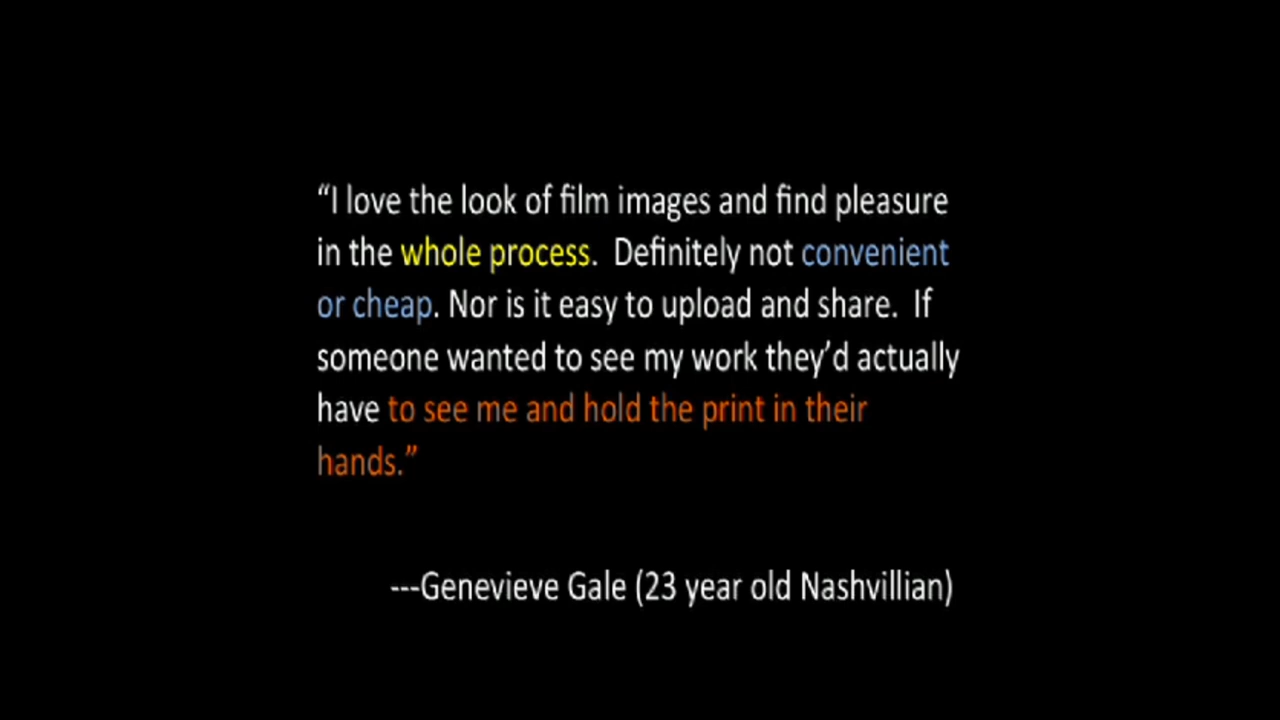 “I love the look of film images and find pleasure
in the whole process.  Definitely not convenient
or cheap. Nor is it easy to upload and share.  If
someone wanted to see my work they’d actually
have to see me and hold the print in their
hands.”
---Genevieve Gale (23 year old Nashvillian)